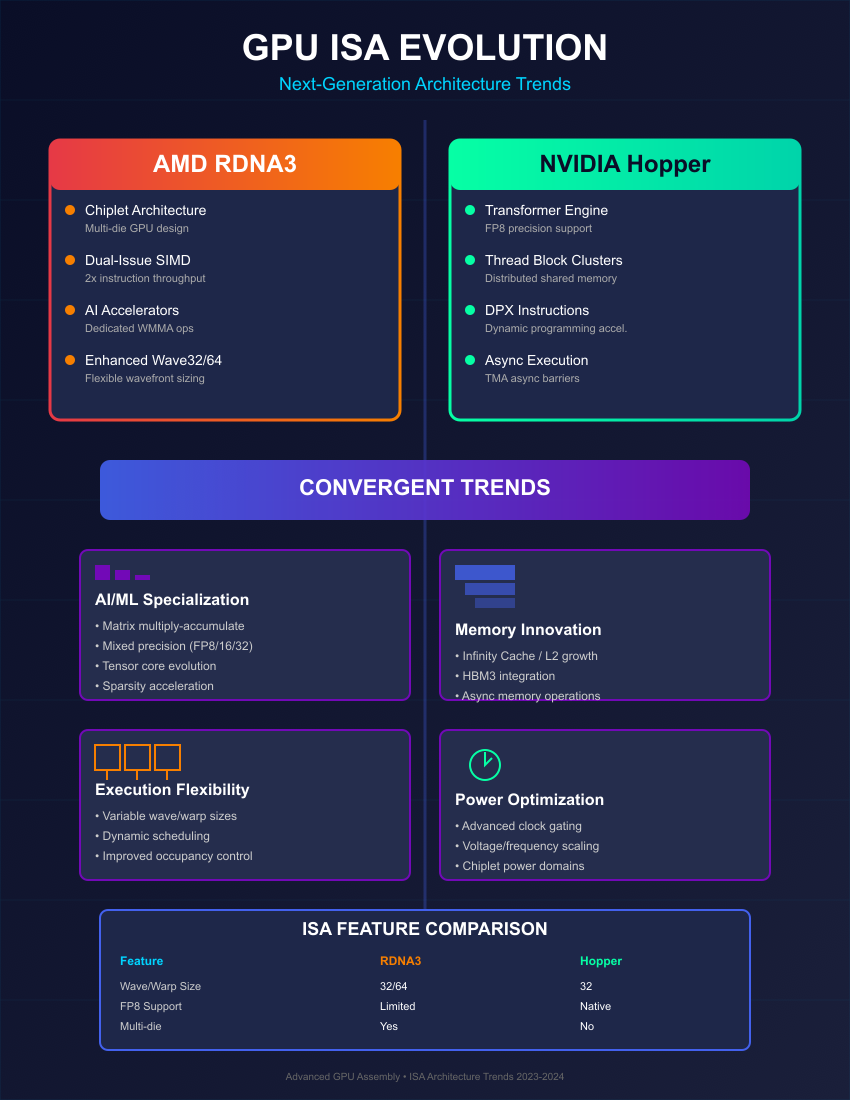 GPU ISA EVOLUTION
Next-Generation Architecture Trends
AMD RDNA3
Chiplet Architecture
Multi-die GPU design
Dual-Issue SIMD
2x instruction throughput
AI Accelerators
Dedicated WMMA ops
Enhanced Wave32/64
Flexible wavefront sizing
NVIDIA Hopper
Transformer Engine
FP8 precision support
Thread Block Clusters
Distributed shared memory
DPX Instructions
Dynamic programming accel.
Async Execution
TMA async barriers
CONVERGENT TRENDS
AI/ML Specialization
• Matrix multiply-accumulate
• Mixed precision (FP8/16/32)
• Tensor core evolution
• Sparsity acceleration
Memory Innovation
• Infinity Cache / L2 growth
• HBM3 integration
• Async memory operations
Execution Flexibility
• Variable wave/warp sizes
• Dynamic scheduling
• Improved occupancy control
Power Optimization
• Advanced clock gating
• Voltage/frequency scaling
• Chiplet power domains
ISA FEATURE COMPARISON
Feature RDNA3 Hopper
Wave/Warp Size 32/64 32
FP8 Support Limited Native
Multi-die Yes No
Advanced GPU Assembly • ISA Architecture Trends 2023-2024